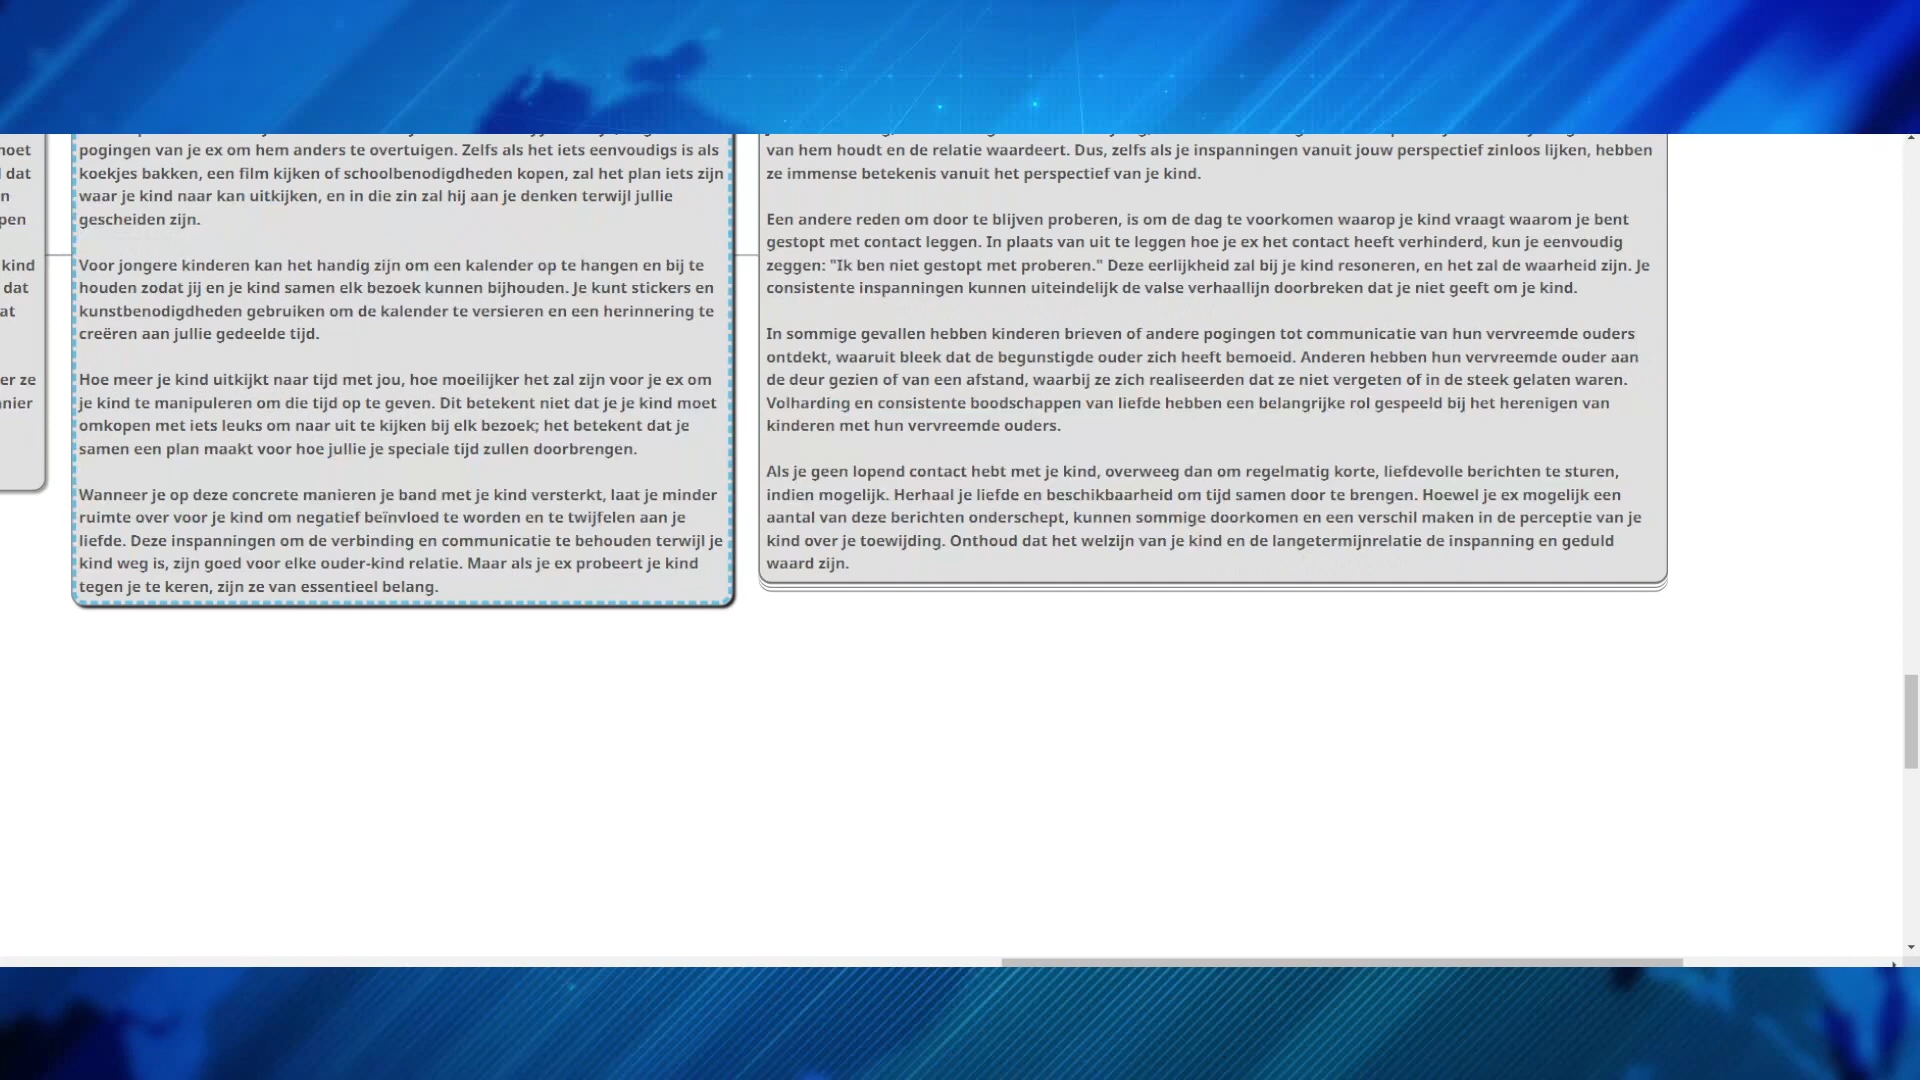 moet
dat
n
pen
kind
dat
at
er ze
nier
pogingen van je ex om hem anders te overtuigen. Zelfs als het iets eenvoudigs is als
koekjes bakken, een film kijken of schoolbenodigdheden kopen, zal het plan iets zijn
waar je kind naar kan uitkijken, en in die zin zal hij aan je denken terwijl jullie
gescheiden zijn.
Voor jongere kinderen kan het handig zijn om een kalender op te hangen en bij te
houden zodat jij en je kind samen elk bezoek kunnen bijhouden. Je kunt stickers en
kunstbenodigdheden gebruiken om de kalender te versieren en een herinnering te
creëren aan jullie gedeelde tijd.
Hoe meer je kind uitkijkt naar tijd met jou, hoe moeilijker het zal zijn voor je ex om
je kind te manipuleren om die tijd op te geven. Dit betekent niet dat je je kind moet
omkopen met iets leuks om naar uit te kijken bij elk bezoek; het betekent dat je
samen een plan maakt voor hoe jullie je speciale tijd zullen doorbrengen.
Wanneer je op deze concrete manieren je band met je kind versterkt, laat je minder
ruimte over voor je kind om negatief beïnvloed te worden en te twijfelen aan je
liefde. Deze inspanningen om de verbinding en communicatie te behouden terwijl je
kind weg is, zijn goed voor elke ouder-kind relatie. Maar als je ex probeert je kind
tegen je te keren, zijn ze van essentieel belang.
van hem houdt en de relatie waardeert. Dus, zelfs als je inspanningen vanuit jouw perspectief zinloos lijken, hebben
ze immense betekenis vanuit het perspectief van je kind.
Een andere reden om door te blijven proberen, is om de dag te voorkomen waarop je kind vraagt waarom je bent
gestopt met contact leggen. In plaats van uit te leggen hoe je ex het contact heeft verhinderd, kun je eenvoudig
zeggen: "Ik ben niet gestopt met proberen." Deze eerlijkheid zal bij je kind resoneren, en het zal de waarheid zijn. Je
consistente inspanningen kunnen uiteindelijk de valse verhaallijn doorbreken dat je niet geeft om je kind.
In sommige gevallen hebben kinderen brieven of andere pogingen tot communicatie van hun vervreemde ouders
ontdekt, waaruit bleek dat de begunstigde ouder zich heeft bemoeid. Anderen hebben hun vervreemde ouder aan
de deur gezien of van een afstand, waarbij ze zich realiseerden dat ze niet vergeten of in de steek gelaten waren.
Volharding en consistente boodschappen van liefde hebben een belangrijke rol gespeeld bij het herenigen van
kinderen met hun vervreemde ouders.
Als je geen lopend contact hebt met je kind, overweeg dan om regelmatig korte, liefdevolle berichten te sturen,
indien mogelijk. Herhaal je liefde en beschikbaarheid om tijd samen door te brengen. Hoewel je ex mogelijk een
aantal van deze berichten onderschept, kunnen sommige doorkomen en een verschil maken in de perceptie van je
kind over je toewijding. Onthoud dat het welzijn van je kind en de langetermijnrelatie de inspanning en geduld
waard zijn.